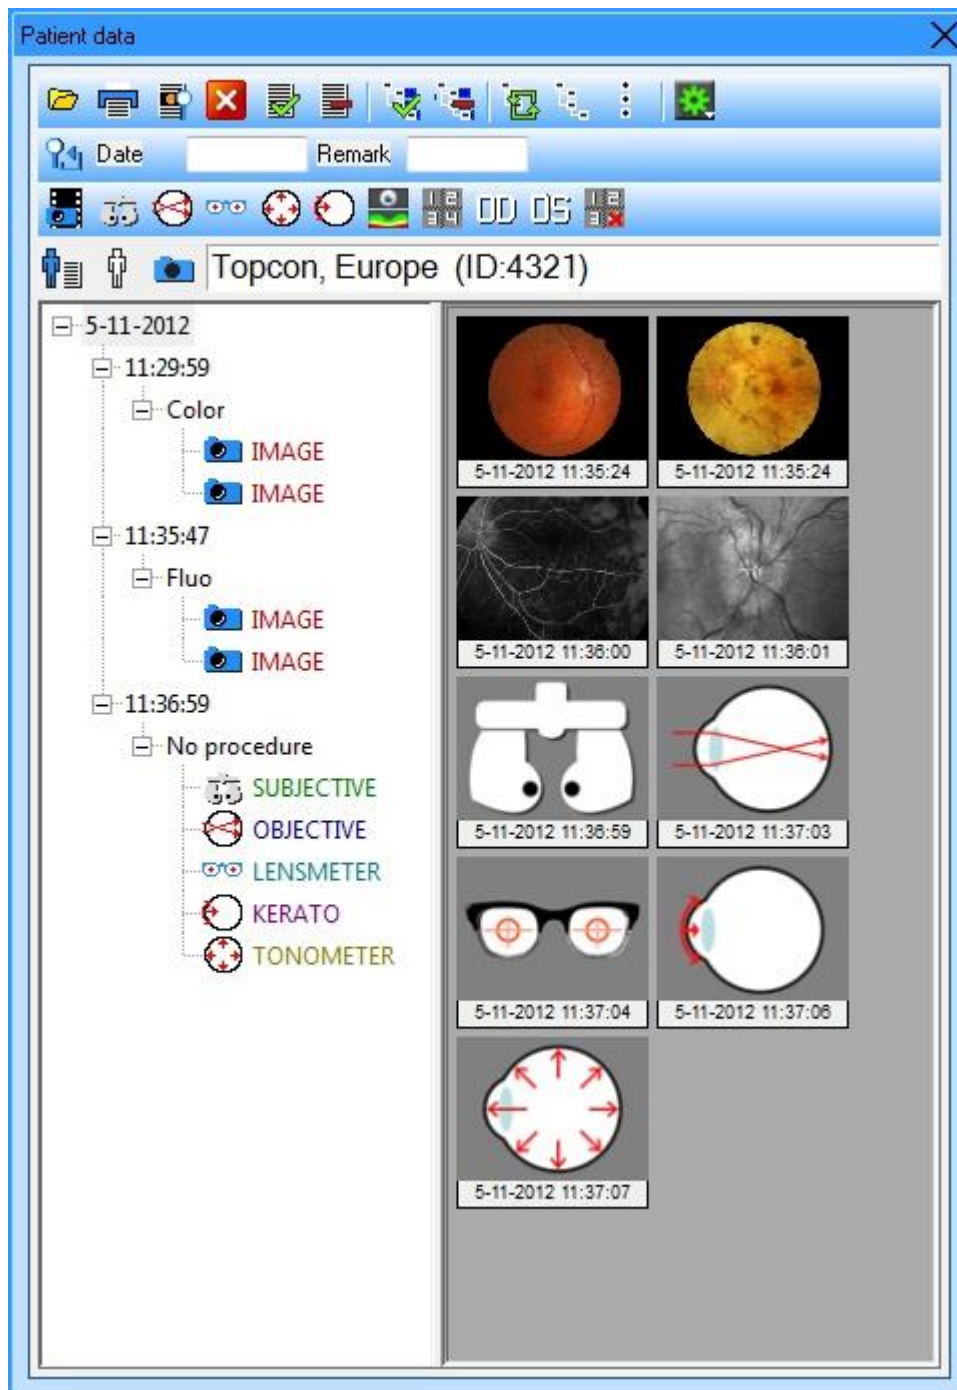 Patient data
Date Remark
OD OS
Topcon, Europe (ID:4321)
5-11-2012
11:29:59
Color
IMAGE
IMAGE
11:35:47
Fluo
IMAGE
IMAGE
11:36:59
No procedure
SUBJECTIVE
OBJECTIVE
LENSMETER
KERATO
TONOMETER
5-11-2012 11:35:24 5-11-2012 11:35:24
5-11-2012 11:36:00 5-11-2012 11:36:01
5-11-2012 11:36:59 5-11-2012 11:37:03
5-11-2012 11:37:04 5-11-2012 11:37:06
5-11-2012 11:37:07